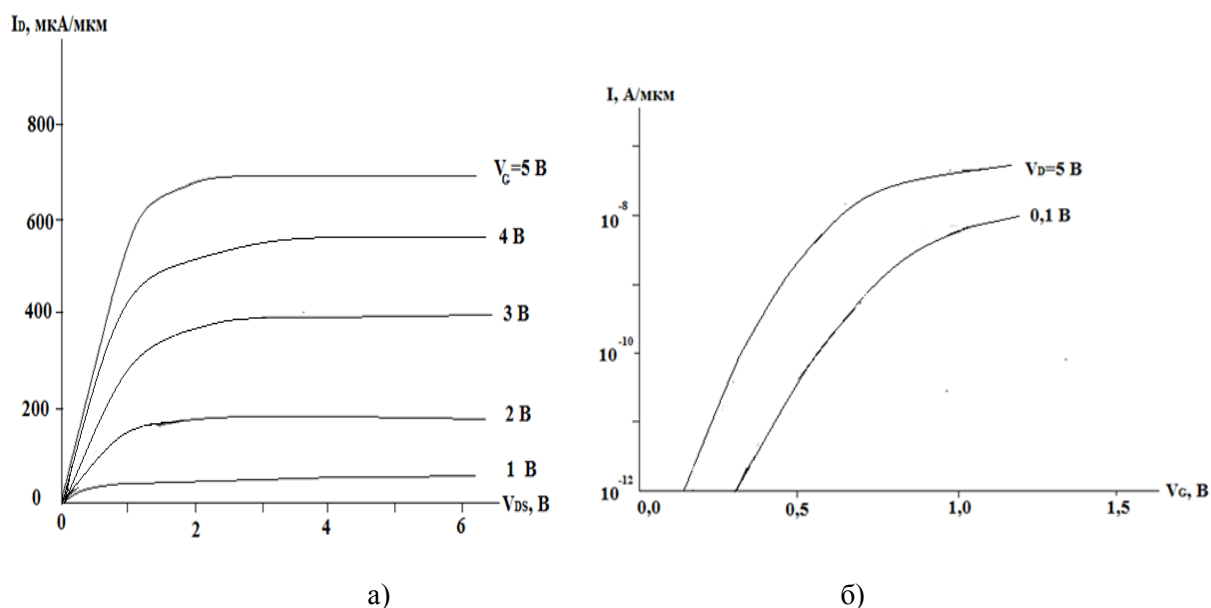 I_D, мкА/мкм
800
600
400
200
0
0
2
4
6
V_G=5 В
4 В
3 В
2 В
1 В
V_DS, В
а)
I, А/мкм
10^-8
10^-10
10^-12
0,0
0,5
1,0
1,5
V_D=5 В
0,1 В
V_G, В
б)